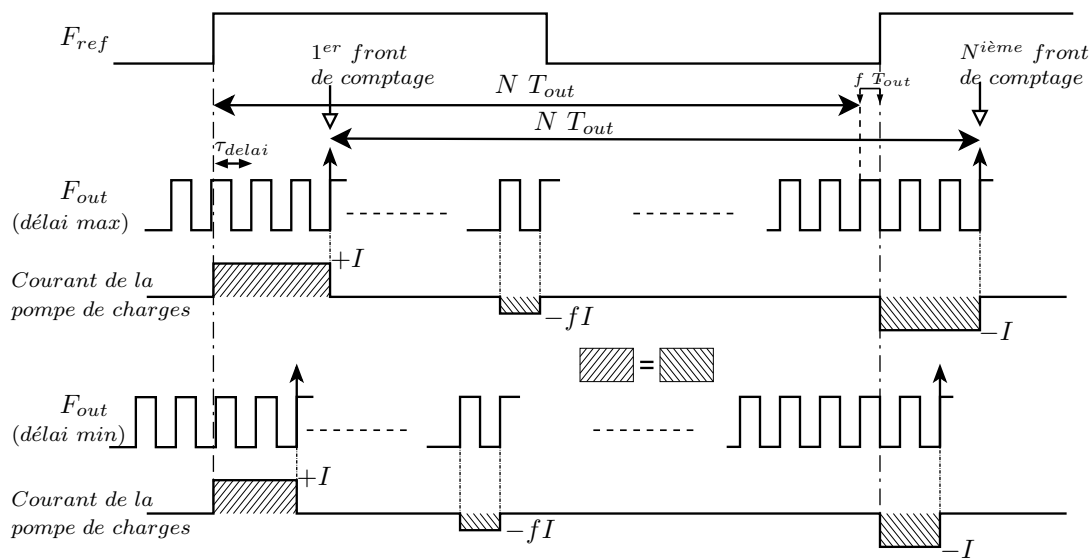 F_ref
1^er front
de comptage
N T_out
f T_out
N^ième front
de comptage
N T_out
τ_delai
F_out
(délai max)
+I
Courant de la
pompe de charges
−fI
−I
=
F_out
(délai min)
+I
Courant de la
pompe de charges
−fI
−I